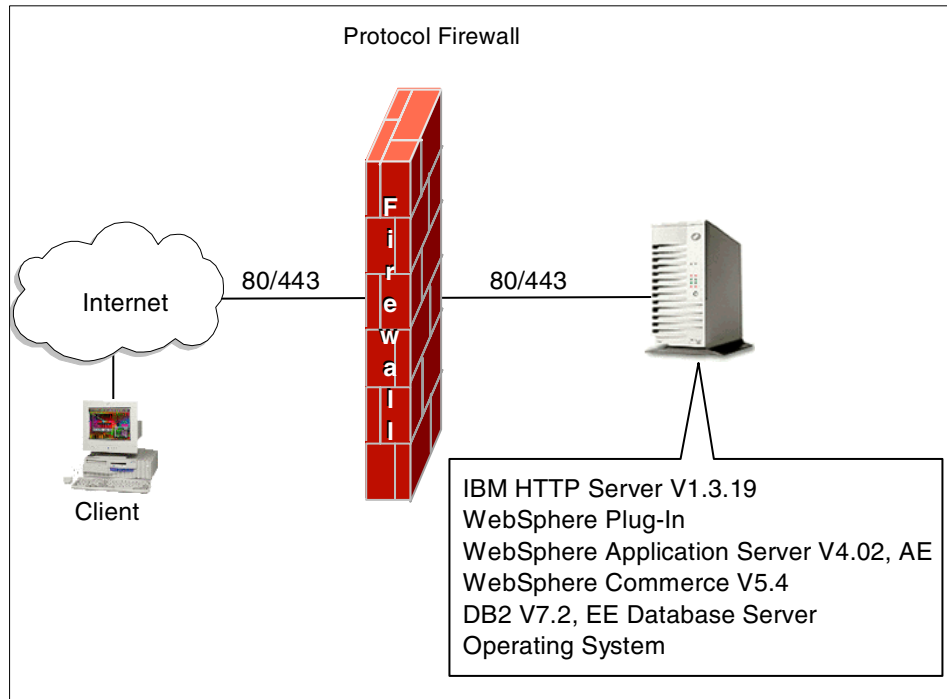 Protocol Firewall
Firewall
80/443
80/443
Internet
Client
IBM HTTP Server V1.3.19
WebSphere Plug-In
WebSphere Application Server V4.02, AE
WebSphere Commerce V5.4
DB2 V7.2, EE Database Server
Operating System